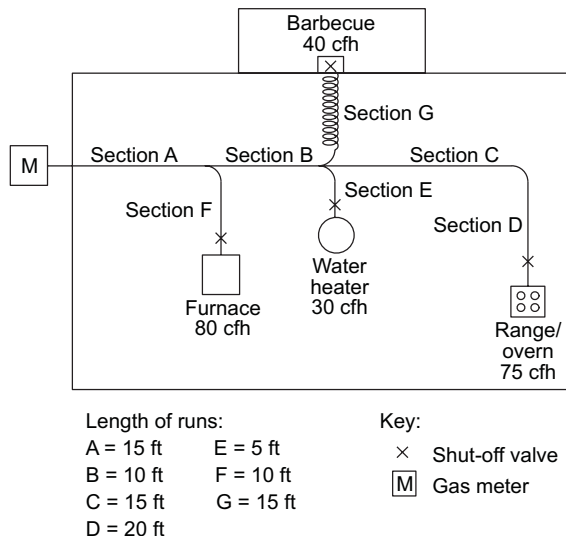 Barbecue
40 cfh
Section G
M
Section A
Section B
Section C
Section E
Section F
Section D
Water
heater
30 cfh
Furnace
80 cfh
Range/
overn
75 cfh
Length of runs:
A = 15 ft E = 5 ft
B = 10 ft F = 10 ft
C = 15 ft G = 15 ft
D = 20 ft
Key:
Shut-off valve
M Gas meter